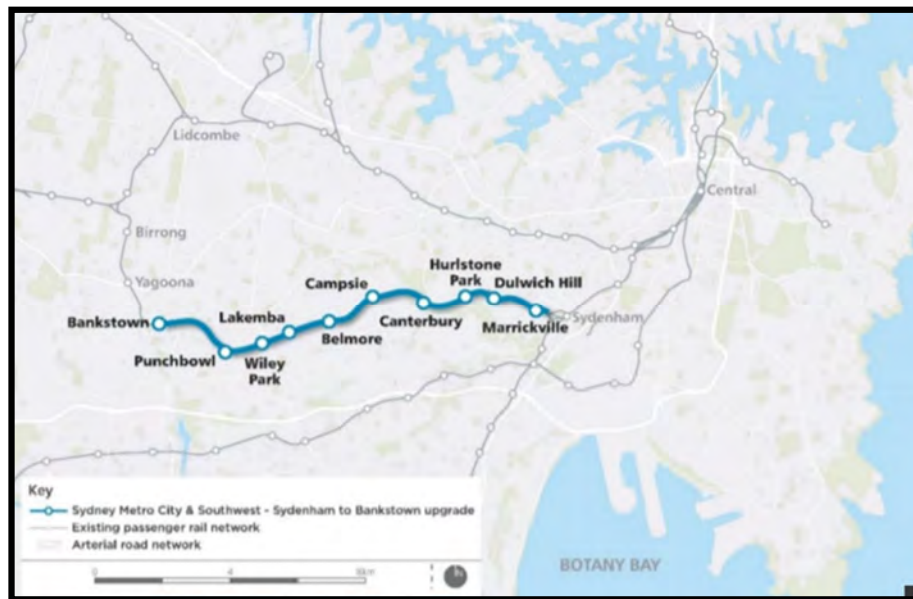 Lidcombe
Central
Birrong
Yagoona
Hurlstone
Park
Campsie
Dulwich Hill
Bankstown
Lakemba
Canterbury
Marrickville
Sydenham
Belmore
Punchbowl
Wiley
Park
Key
Sydney Metro City & Southwest - Sydenham to Bankstown upgrade
Existing passenger rail network
Arterial road network
0
4
BOTANY BAY